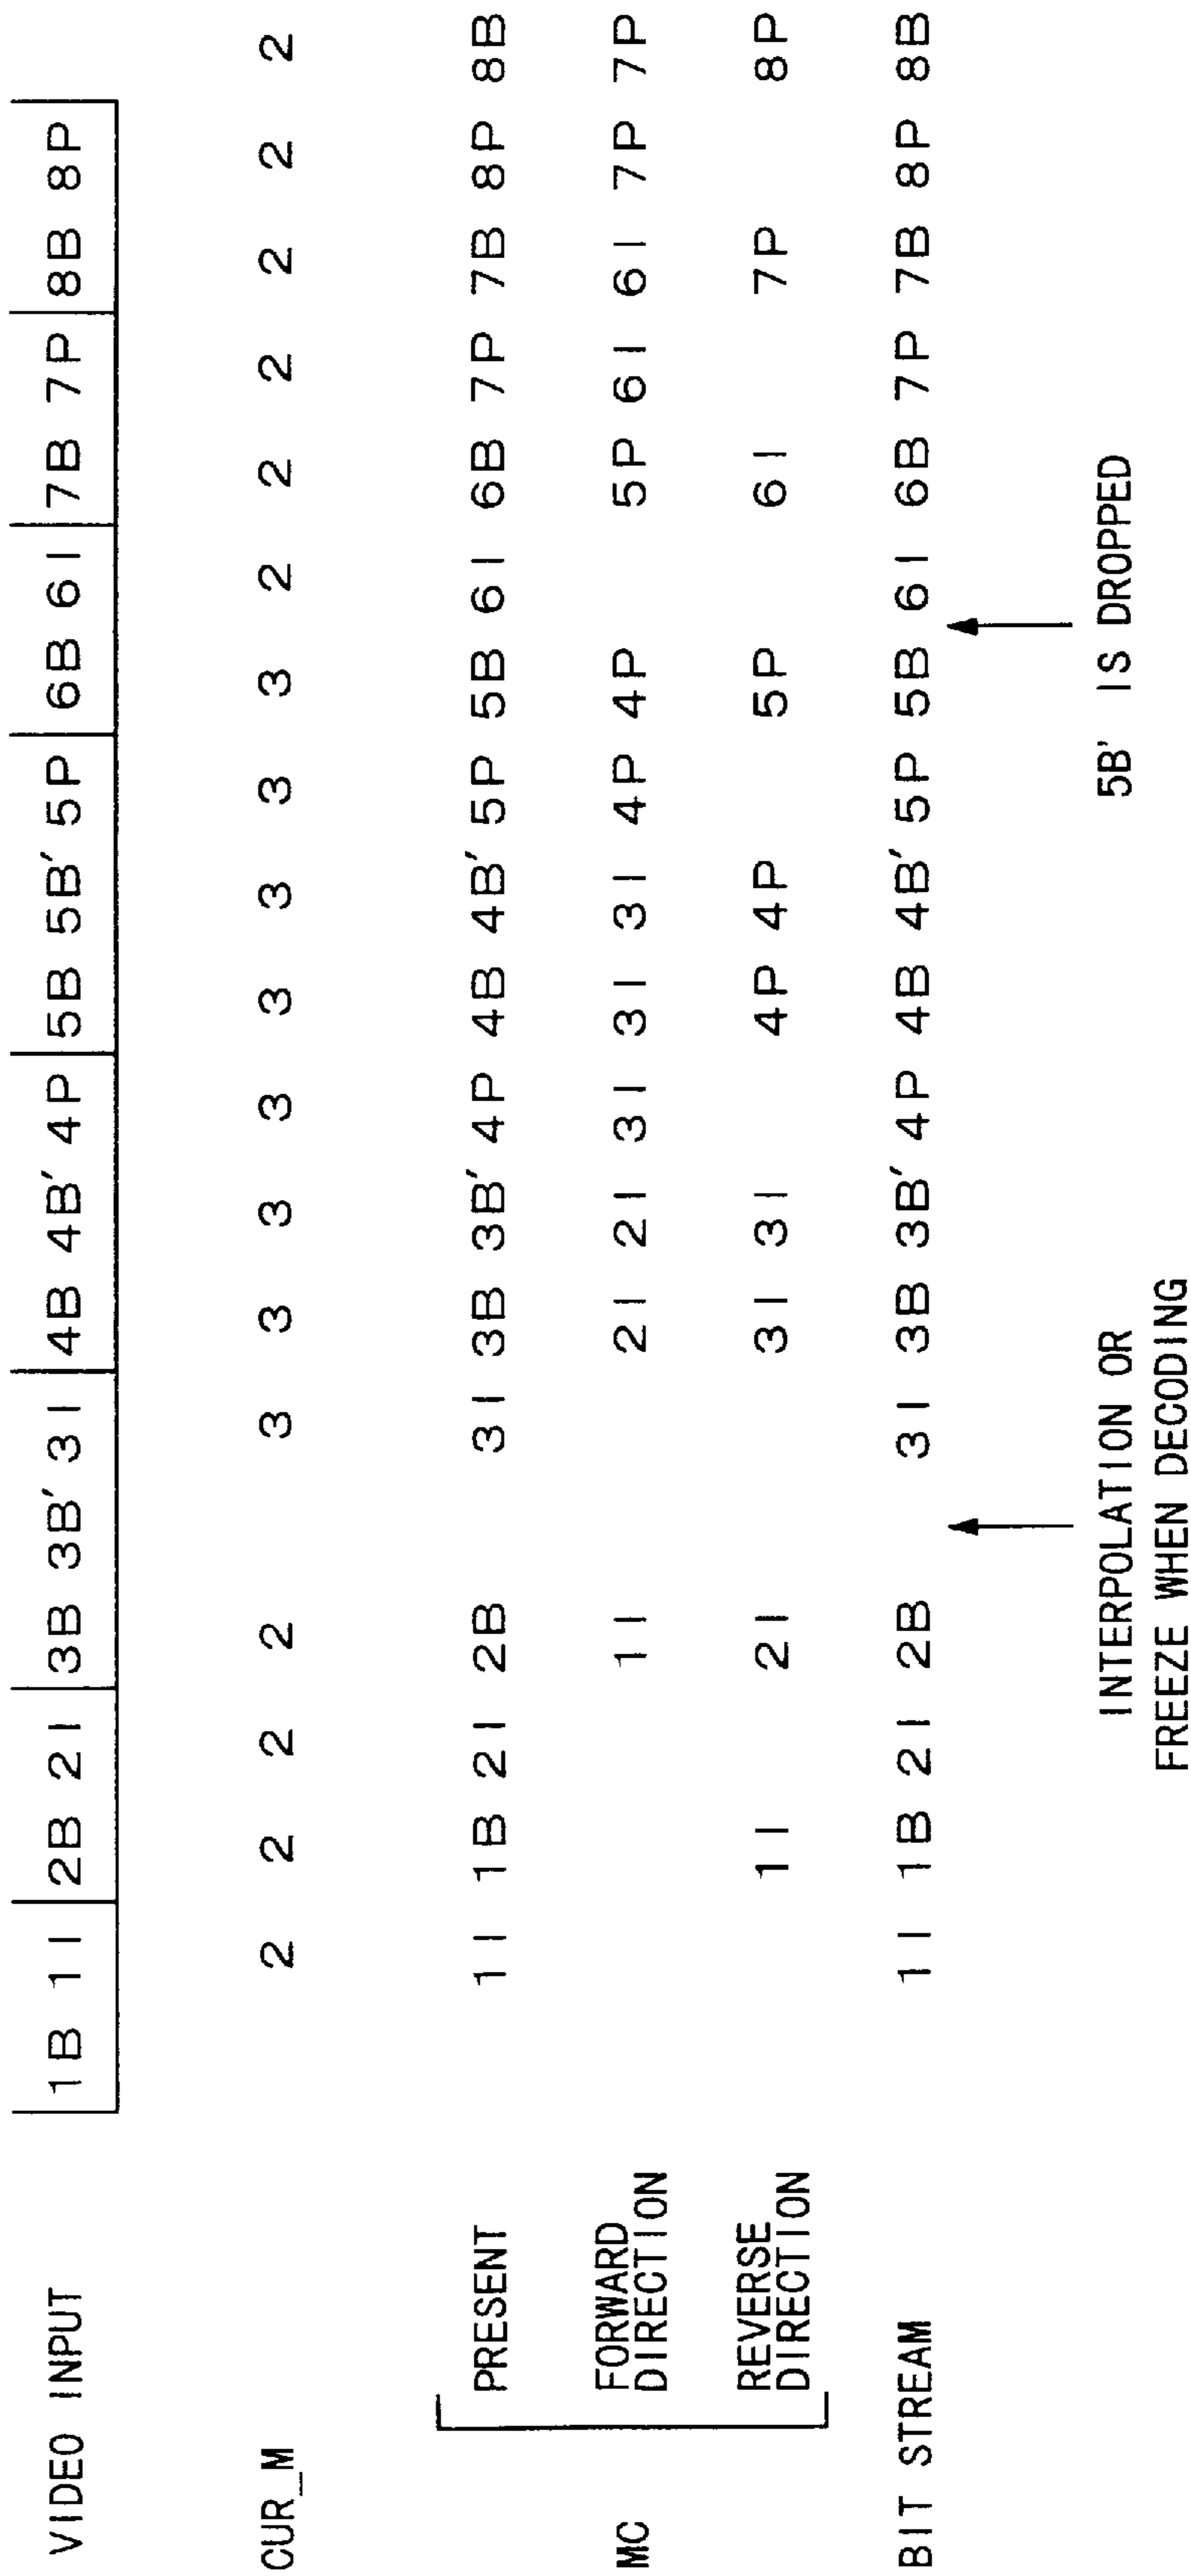 VIDEO INPUT 1B 1I 2B 2I 3B 3B' 3I 4B 4B' 4P 5B 5B' 5P 6B 6I 7B 7P 8B 8P
CUR_M 2 2 2 2 3 3 3 3 3 3 3 3 2 2 2 2 2 2
MC
PRESENT 1I 1B 2I 2B 3I 3B 3B' 4P 4B 4B' 5P 5B 6I 6B 7P 7B 8P 8B
FORWARD
DIRECTION 1I 2I 2I 3I 3I 3I 4P 4P 5P 6I 6I 7P 7P
REVERSE
DIRECTION 1I 2I 3I 3I 4P 4P 5P 6I 7P 8P
BIT STREAM 1I 1B 2I 2B 3I 3B 3B' 4P 4B 4B' 5P 5B 6I 6B 7P 7B 8P 8B
INTERPOLATION OR
FREEZE WHEN DECODING
5B' IS DROPPED